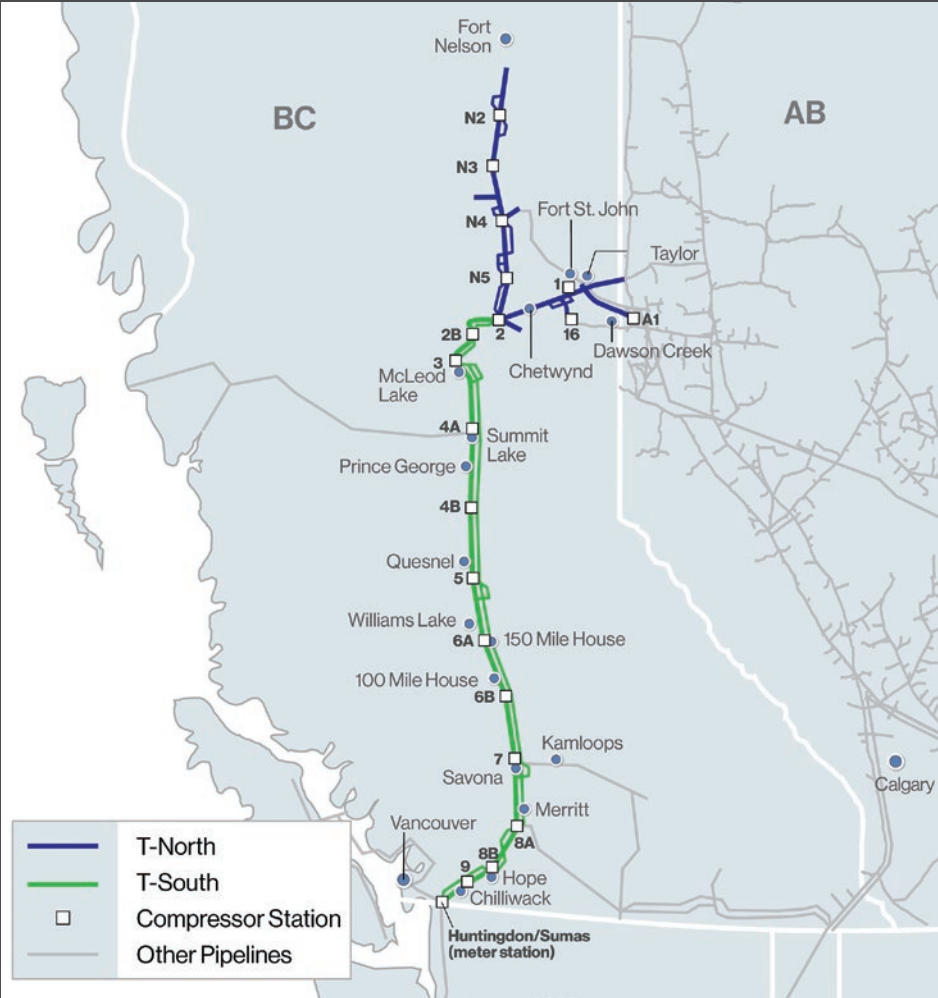 Fort
Nelson
BC
AB
N2
N3
N4
Fort St. John
Taylor
N5
1
2B
2
16
A1
3
Dawson Creek
McLeod
Lake
Chetwynd
4A
Summit
Lake
Prince George
4B
Quesnel
5
Williams Lake
6A
150 Mile House
100 Mile House
6B
7
Kamloops
Savona
Calgary
Merritt
Vancouver
8A
8B
9
Hope
Chilliwack
Huntingdon/Sumas
(meter station)
T-North
T-South
Compressor Station
Other Pipelines